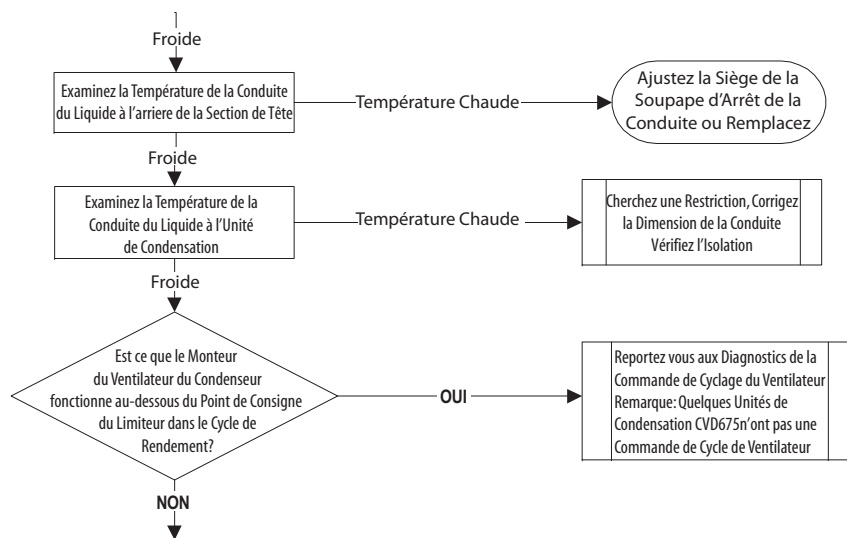 Froide
Examinez la Température de la Conduite
du Liquide à l'arriere de la Section de Tête
Température Chaude
Ajustez la Siège de la
Soupape d'Arrêt de la
Conduite ou Remplacez
Froide
Examinez la Température de la
Conduite du Liquide à l'Unité
de Condensation
Température Chaude
Cherchez une Restriction, Corrigez
la Dimension de la Conduite
Vérifiez l'Isolation
Froide
Est ce que le Monteur
du Ventilateur du Condenseur
fonctionne au-dessous du Point de Consigne
du Limiteur dans le Cycle de
Rendement?
OUI
Reportez vous aux Diagnostics de la
Commande de Cyclage du Ventilateur
Remarque: Quelques Unités de
Condensation CVD675n'ont pas une
Commande de Cycle de Ventilateur
NON